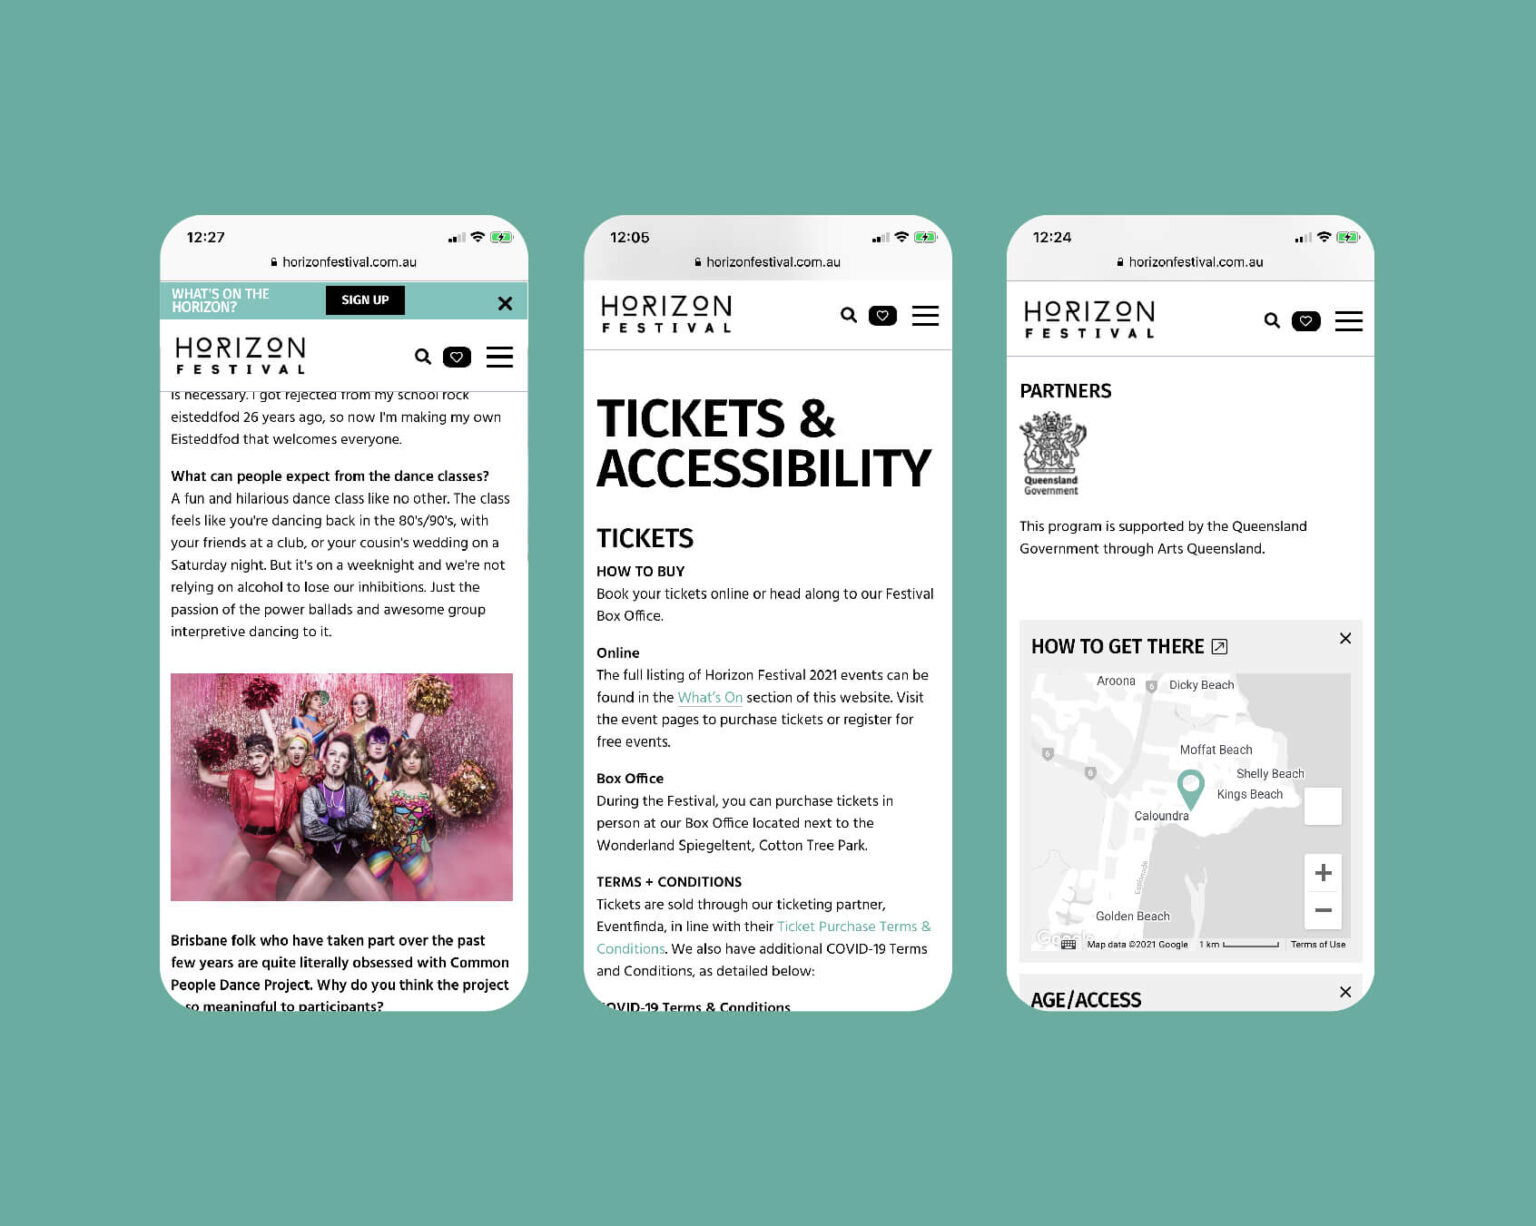 12:27
horizonfestival.com.au
WHAT'S ON THE
HORIZON?
SIGN UP
HORIZON
FESTIVAL
is necessary. I got rejected from my school rock
eisteddfod 26 years ago, so now I'm making my own
Eisteddfod that welcomes everyone.
What can people expect from the dance classes?
A fun and hilarious dance class like no other. The class
feels like you're dancing back in the 80's/90's, with
your friends at a club, or your cousin's wedding on a
Saturday night. But it's on a weeknight and we're not
relying on alcohol to lose our inhibitions. Just the
passion of the power ballads and awesome group
interpretive dancing to it.
Brisbane folk who have taken part over the past
few years are quite literally obsessed with Common
People Dance Project. Why do you think the project
so meaningful to participants?
12:05
horizonfestival.com.au
HORIZON
FESTIVAL
TICKETS &
ACCESSIBILITY
TICKETS
HOW TO BUY
Book your tickets online or head along to our Festival
Box Office.
Online
The full listing of Horizon Festival 2021 events can be
found in the What's On section of this website. Visit
the event pages to purchase tickets or register for
free events.
Box Office
During the Festival, you can purchase tickets in
person at our Box Office located next to the
Wonderland Spiegeltent, Cotton Tree Park.
TERMS + CONDITIONS
Tickets are sold through our ticketing partner,
Eventfinda, in line with their Ticket Purchase Terms &
Conditions. We also have additional COVID-19 Terms
and Conditions, as detailed below:
COVID-19 Terms & Conditions
12:24
horizonfestival.com.au
HORIZON
FESTIVAL
PARTNERS
Queensland
Government
This program is supported by the Queensland
Government through Arts Queensland.
HOW TO GET THERE
Aroona
6
Dicky Beach
Moffat Beach
6
Shelly Beach
6
Kings Beach
Caloundra
Esplanade
Golden Beach
Google
Map data ©2021 Google
1 km
Terms of Use
AGE/ACCESS